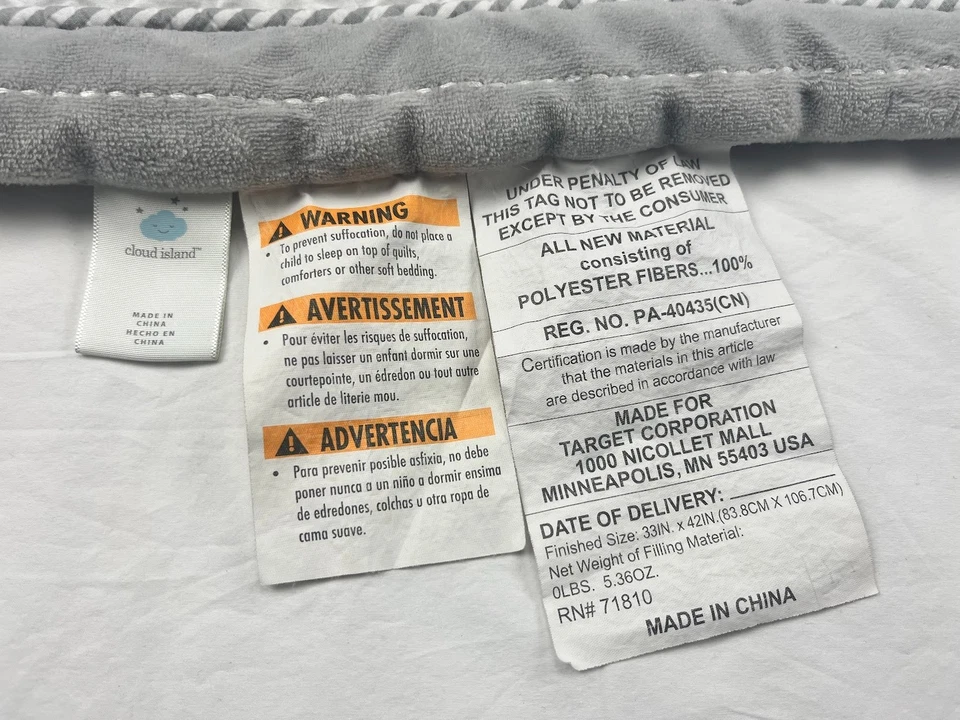 cloud island™
MADE IN
CHINA
HECHO EN
CHINA
WARNING
• To prevent suffocation, do not place a
child to sleep on top of quilts,
comforters or other soft bedding.
AVERTISSEMENT
• Pour éviter les risques de suffocation,
ne pas laisser un enfant dormir sur une
courtepointe, un édredon ou tout autre
article de literie mou.
ADVERTENCIA
• Para prevenir posible asfixia, no debe
poner nunca a un niño a dormir ensima
de edredones, colchas u otra ropa de
cama suave.
UNDER PENALTY OF LAW
THIS TAG NOT TO BE REMOVED
EXCEPT BY THE CONSUMER
ALL NEW MATERIAL
consisting of
POLYESTER FIBERS...100%
REG. NO. PA-40435(CN)
Certification is made by the manufacturer
that the materials in this article
are described in accordance with law
MADE FOR
TARGET CORPORATION
1000 NICOLLET MALL
MINNEAPOLIS, MN 55403 USA
DATE OF DELIVERY:
Finished Size: 33IN. x 42IN.(83.8CM X 106.7CM)
Net Weight of Filling Material:
0LBS. 5.36OZ.
RN# 71810
MADE IN CHINA